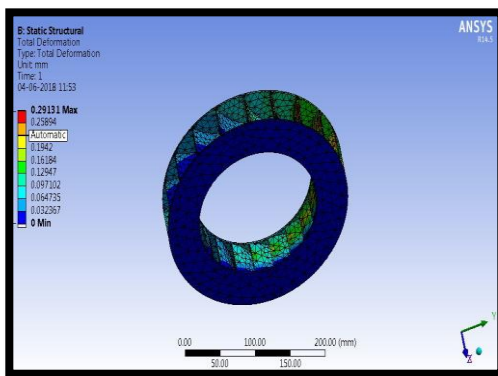 B: Static Structural
Total Deformation
Type: Total Deformation
Unit: mm
Time: 1
04-06-2018 11:53
0.29131 Max
0.25894
Automatic
0.1942
0.16184
0.12947
0.097102
0.064735
0.032367
0 Min
ANSYS
R14.5
0.00 100.00 200.00 (mm)
50.00 150.00
Y
Z